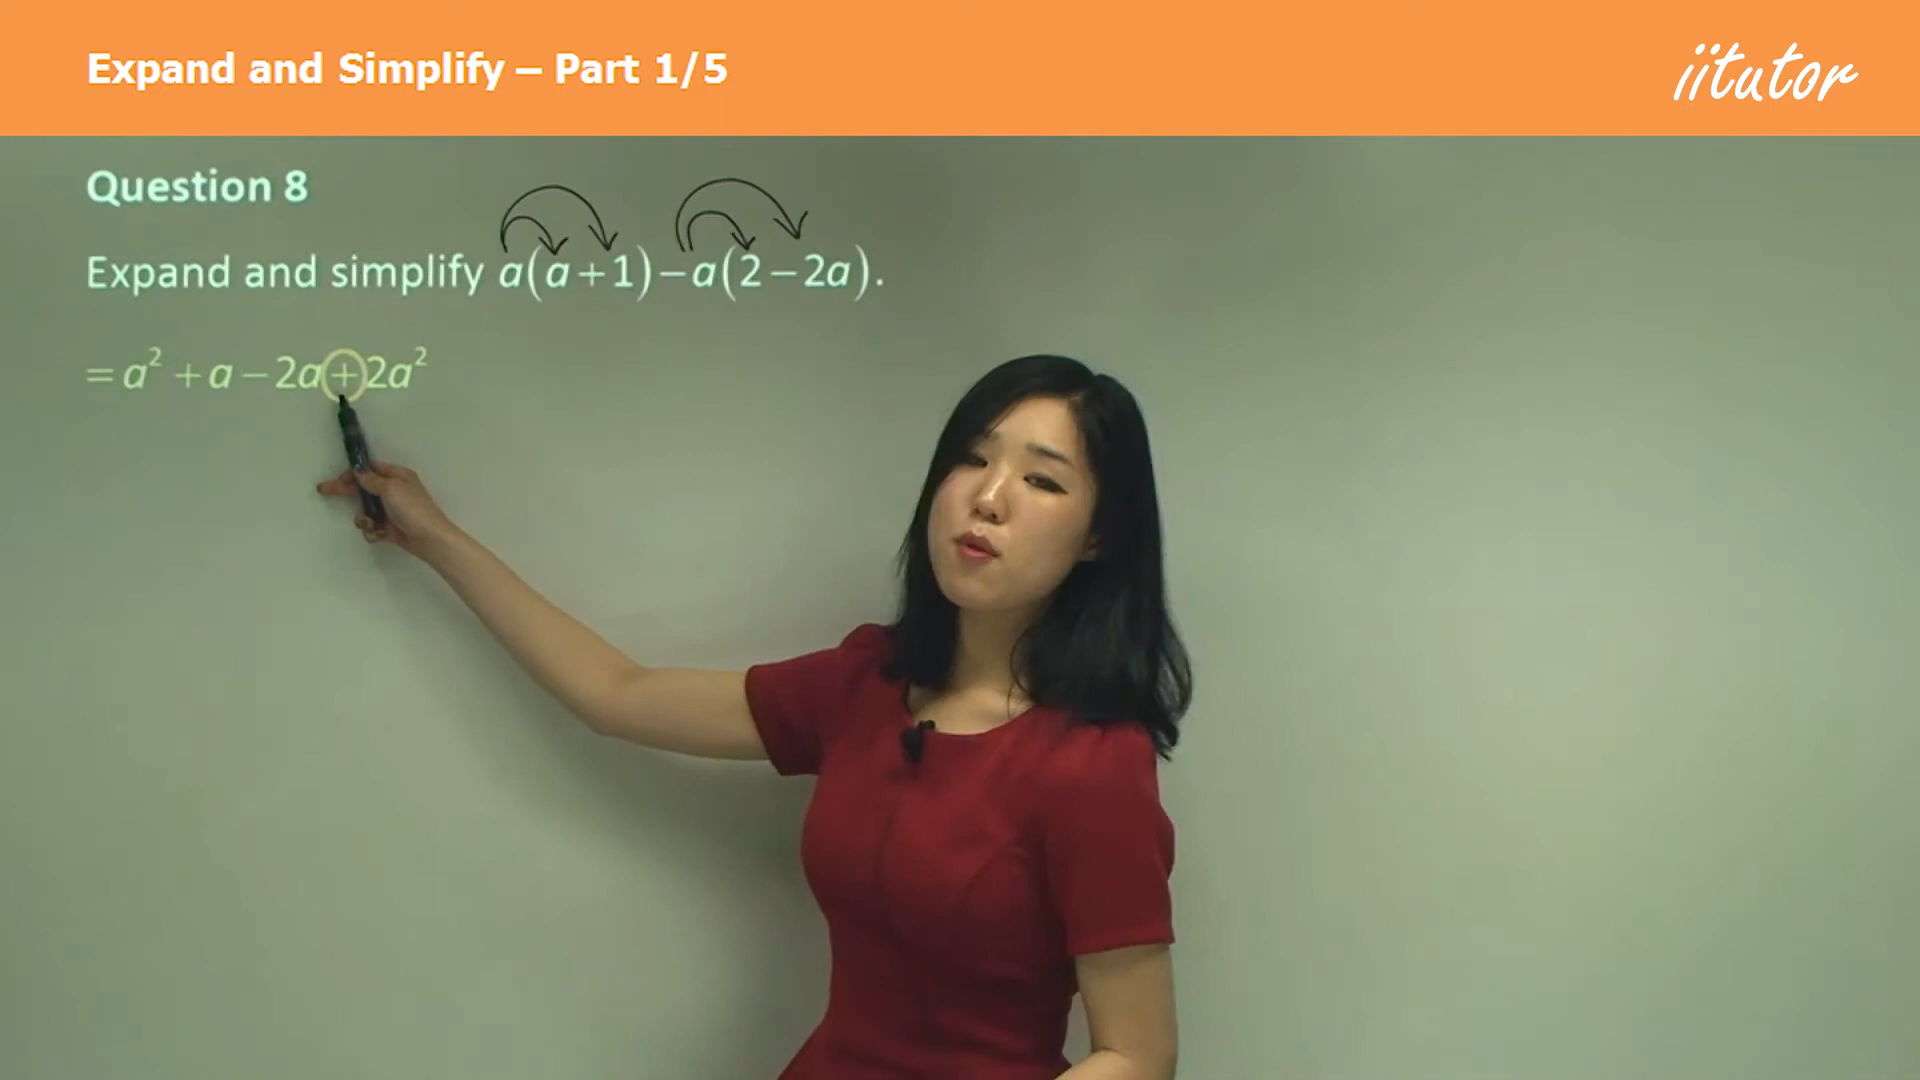 Expand and Simplify – Part 1/5
iitutor
Question 8
Expand and simplify a(a+1)−a(2−2a).
=a²+a−2a+2a²